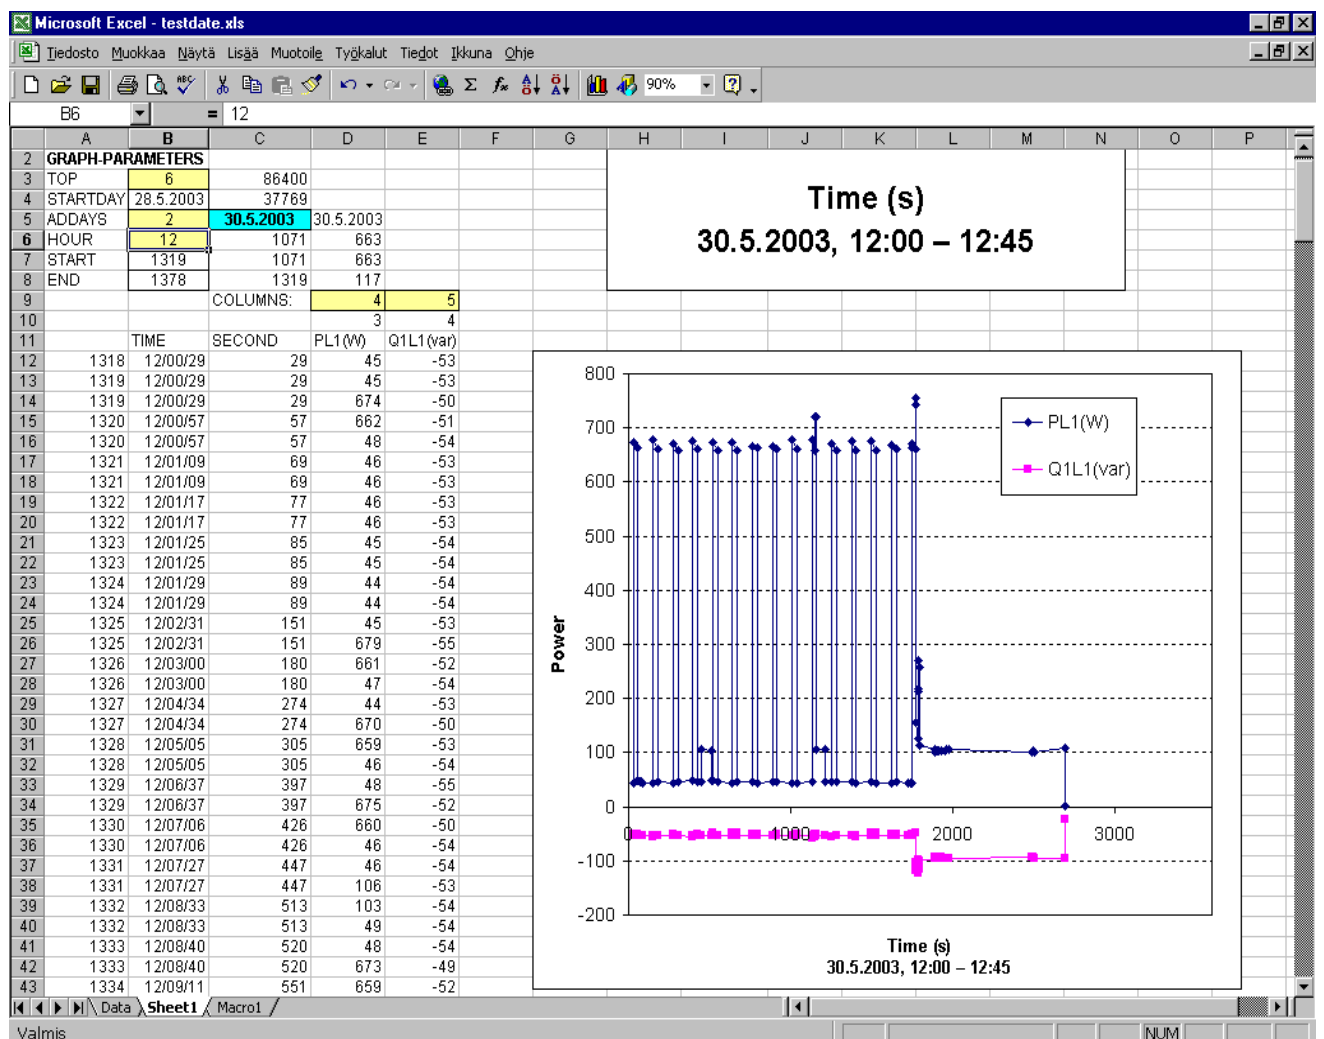 Microsoft Excel - testdate.xls
Tiedosto Muokkaa Näytä Lisää Muotoile Työkalut Tiedot Ikkuna Ohje
90%
B6 = 12
A B C D E F G H I J K L M N O P
2 GRAPH-PARAMETERS
3 TOP 6 86400
4 STARTDAY 28.5.2003 37769
5 ADDAYS 2 30.5.2003 30.5.2003
6 HOUR 12 1071 663
7 START 1319 1071 663
8 END 1378 1319 117
9 COLUMNS: 4 5
10 3 4
11 TIME SECOND PL1(W) Q1L1(var)
12 1318 12/00/29 29 45 -53
13 1319 12/00/29 29 45 -53
14 1319 12/00/29 29 674 -50
15 1320 12/00/57 57 662 -51
16 1320 12/00/57 57 48 -54
17 1321 12/01/09 69 46 -53
18 1321 12/01/09 69 46 -53
19 1322 12/01/17 77 46 -53
20 1322 12/01/17 77 46 -53
21 1323 12/01/25 85 45 -54
22 1323 12/01/25 85 45 -54
23 1324 12/01/29 89 44 -54
24 1324 12/01/29 89 44 -54
25 1325 12/02/31 151 45 -53
26 1325 12/02/31 151 679 -55
27 1326 12/03/00 180 661 -52
28 1326 12/03/00 180 47 -54
29 1327 12/04/34 274 44 -53
30 1327 12/04/34 274 670 -50
31 1328 12/05/05 305 659 -53
32 1328 12/05/05 305 46 -54
33 1329 12/06/37 397 48 -55
34 1329 12/06/37 397 675 -52
35 1330 12/07/06 426 660 -50
36 1330 12/07/06 426 46 -54
37 1331 12/07/27 447 46 -54
38 1331 12/07/27 447 106 -53
39 1332 12/08/33 513 103 -54
40 1332 12/08/33 513 49 -54
41 1333 12/08/40 520 48 -54
42 1333 12/08/40 520 673 -49
43 1334 12/09/11 551 659 -52
Time (s)
30.5.2003, 12:00 – 12:45
800
700
600
500
400
300
200
100
0
-100
-200
Power
PL1(W)
Q1L1(var)
0 1000 2000 3000
Time (s)
30.5.2003, 12:00 – 12:45
Data Sheet1 Macro1
Valmis NUM